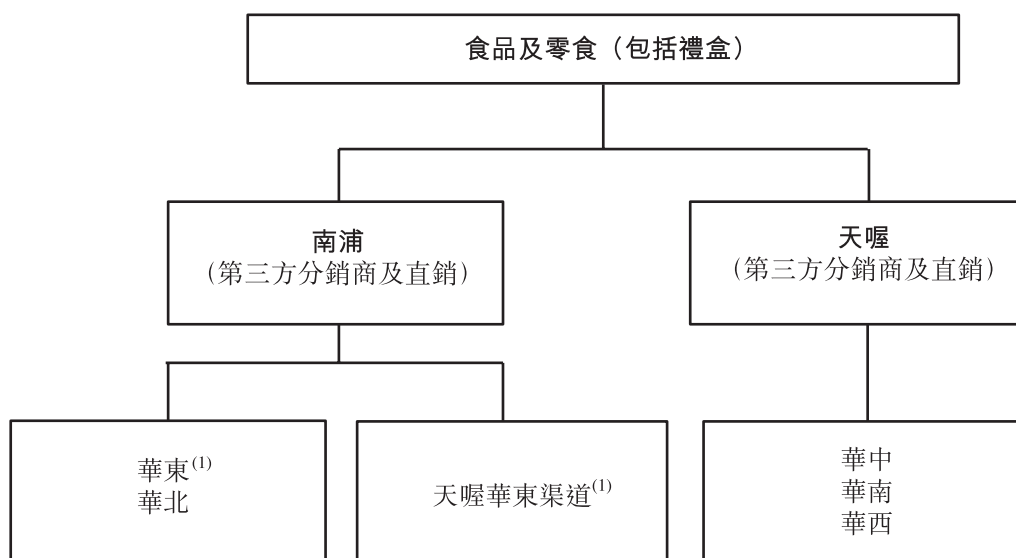 食品及零食（包括禮盒）
南浦
（第三方分銷商及直銷）
天喔
（第三方分銷商及直銷）
華東(1)
華北
天喔華東渠道(1)
華中
華南
華西